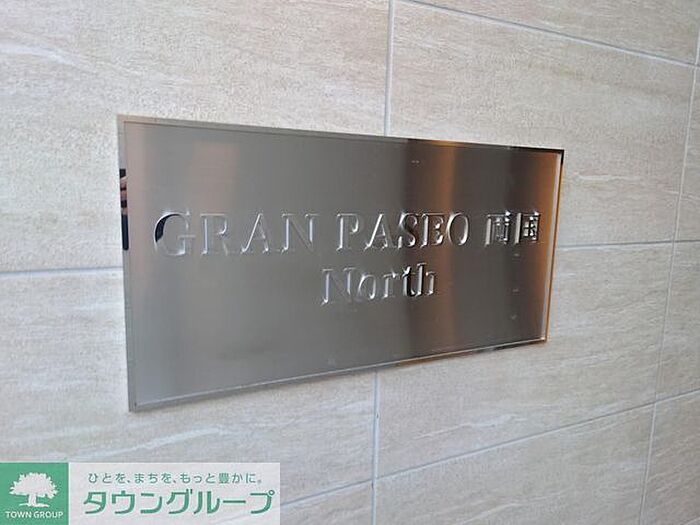 GRAN PASEO 両国
North
ひとを、まちを、もっと豊かに。
タウングループ
TOWN GROUP